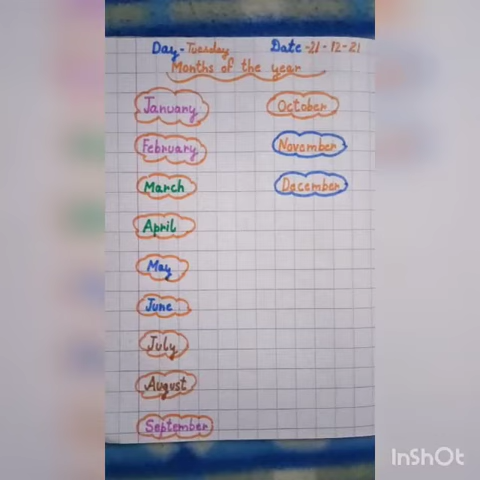 Day - Tuesday Date - 21 - 12 - 21
Months of the year
January
February
March
April
May
June
July
August
September
October
November
Dacember
InShOt